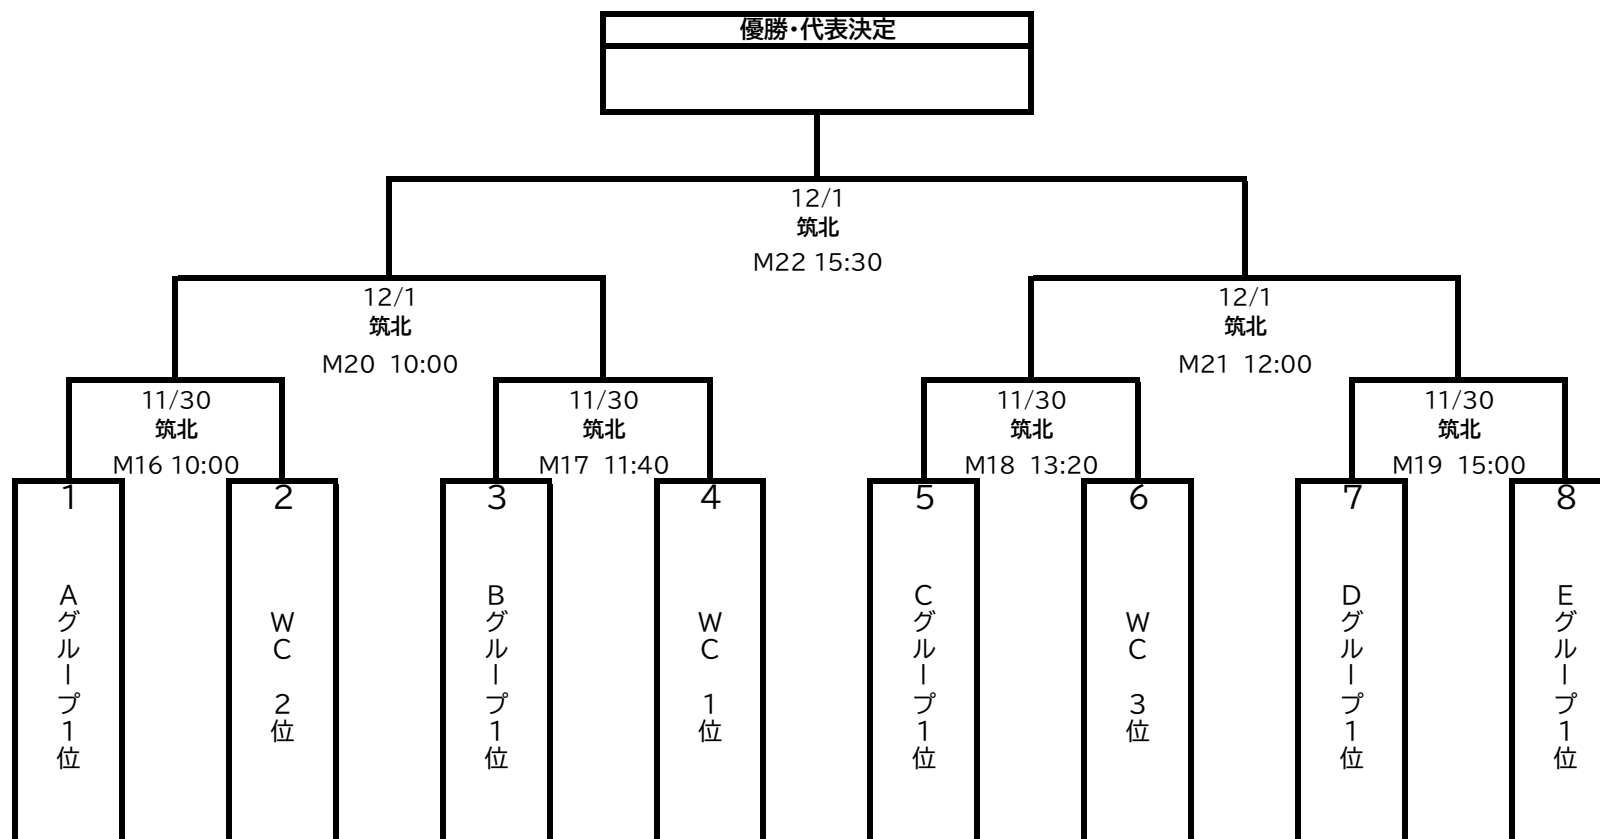 優勝・代表決定
12/1
筑北
M22 15:30
12/1
筑北
M20 10:00
12/1
筑北
M21 12:00
11/30
筑北
M16 10:00
11/30
筑北
M17 11:40
11/30
筑北
M18 13:20
11/30
筑北
M19 15:00
1
2
3
4
5
6
7
8
Aグループ1位
WC 2位
Bグループ1位
WC 1位
Cグループ1位
WC 3位
Dグループ1位
Eグループ1位